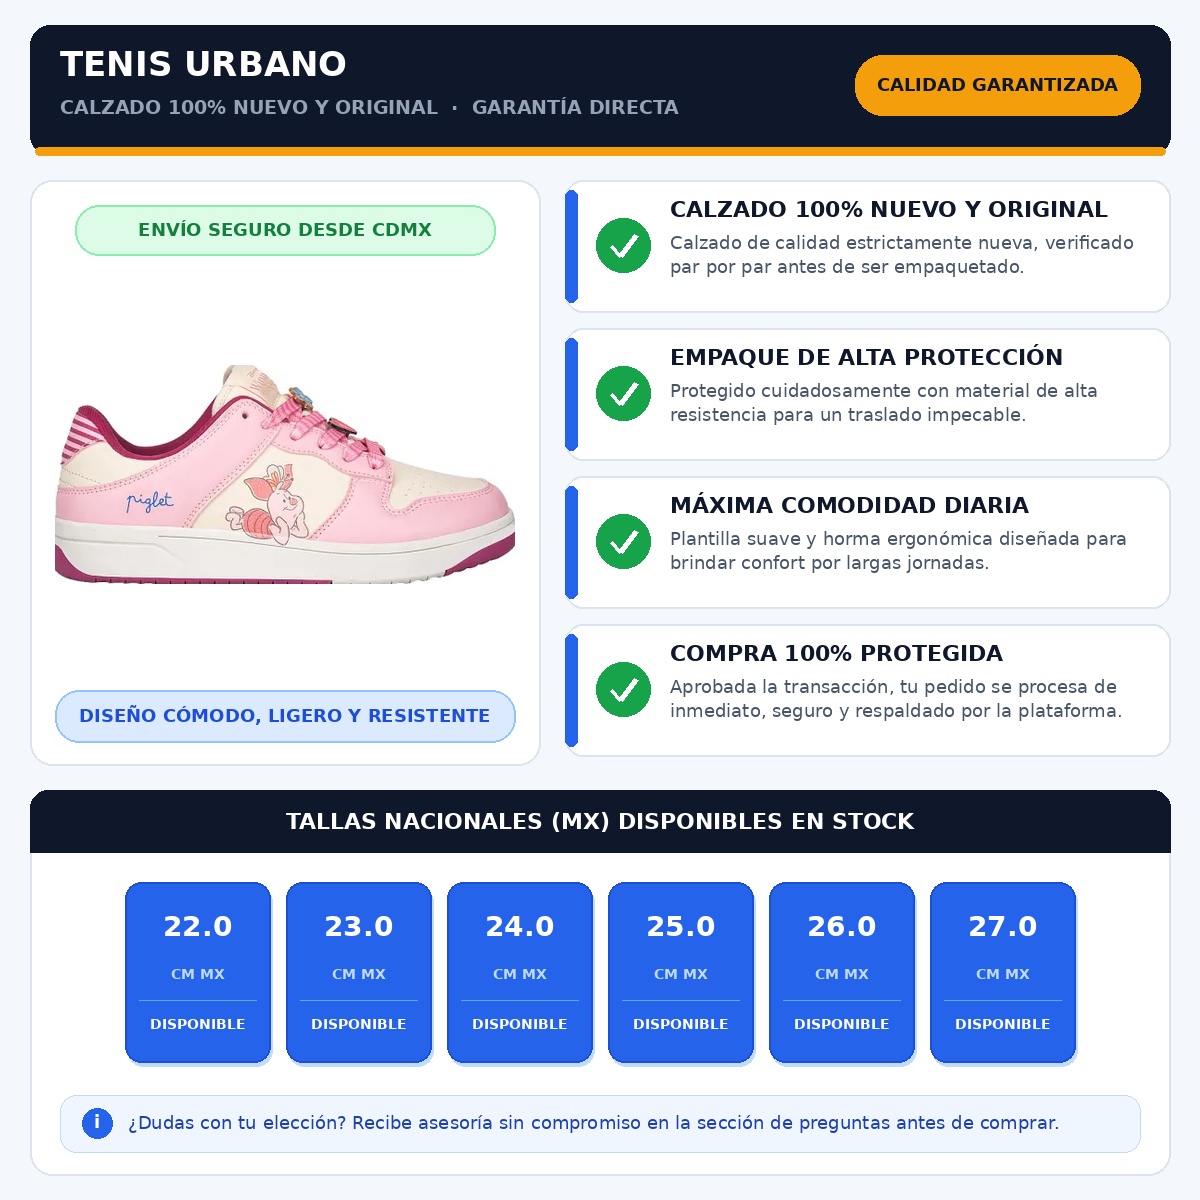 TENIS URBANO
CALZADO 100% NUEVO Y ORIGINAL · GARANTÍA DIRECTA
CALIDAD GARANTIZADA
ENVÍO SEGURO DESDE CDMX
piglet
DISEÑO CÓMODO, LIGERO Y RESISTENTE
CALZADO 100% NUEVO Y ORIGINAL
Calzado de calidad estrictamente nueva, verificado
par por par antes de ser empaquetado.
EMPAQUE DE ALTA PROTECCIÓN
Protegido cuidadosamente con material de alta
resistencia para un traslado impecable.
MÁXIMA COMODIDAD DIARIA
Plantilla suave y horma ergonómica diseñada para
brindar confort por largas jornadas.
COMPRA 100% PROTEGIDA
Aprobada la transacción, tu pedido se procesa de
inmediato, seguro y respaldado por la plataforma.
TALLAS NACIONALES (MX) DISPONIBLES EN STOCK
22.0
CM MX
DISPONIBLE
23.0
CM MX
DISPONIBLE
24.0
CM MX
DISPONIBLE
25.0
CM MX
DISPONIBLE
26.0
CM MX
DISPONIBLE
27.0
CM MX
DISPONIBLE
i ¿Dudas con tu elección? Recibe asesoría sin compromiso en la sección de preguntas antes de comprar.